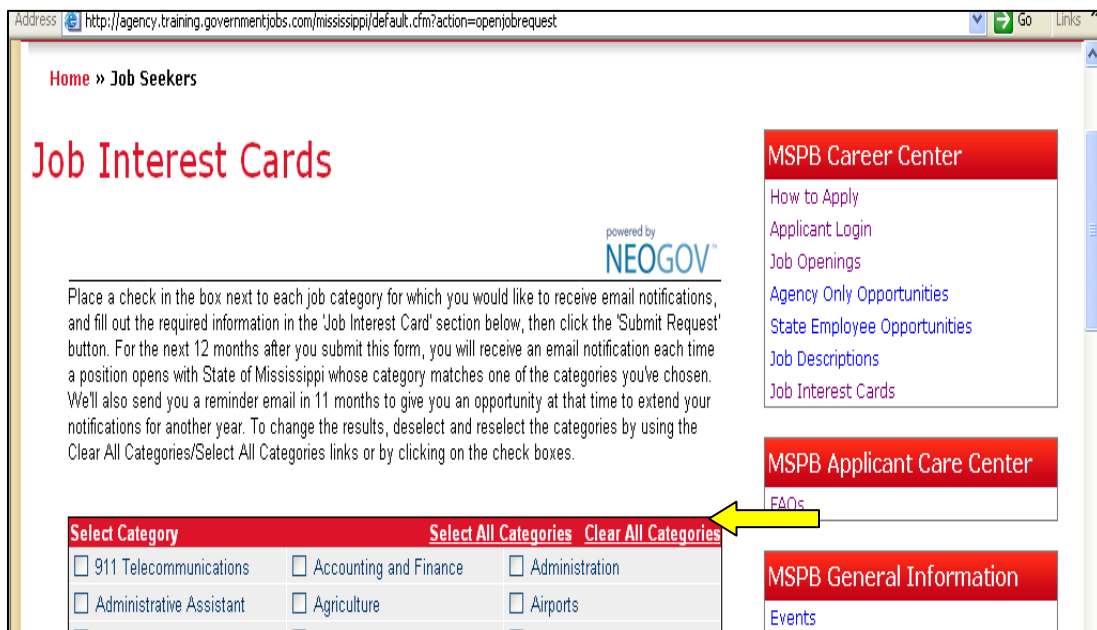 Address http://agency.training.governmentjobs.com/mississippi/default.cfm?action=openjobrequest Go Links
Home » Job Seekers
Job Interest Cards
powered by
NEOGOV™
Place a check in the box next to each job category for which you would like to receive email notifications,
and fill out the required information in the 'Job Interest Card' section below, then click the 'Submit Request'
button. For the next 12 months after you submit this form, you will receive an email notification each time
a position opens with State of Mississippi whose category matches one of the categories you've chosen.
We'll also send you a reminder email in 11 months to give you an opportunity at that time to extend your
notifications for another year. To change the results, deselect and reselect the categories by using the
Clear All Categories/Select All Categories links or by clicking on the check boxes.
Select Category Select All Categories Clear All Categories
911 Telecommunications Accounting and Finance Administration
Administrative Assistant Agriculture Airports
MSPB Career Center
How to Apply
Applicant Login
Job Openings
Agency Only Opportunities
State Employee Opportunities
Job Descriptions
Job Interest Cards
MSPB Applicant Care Center
FAQs
MSPB General Information
Events